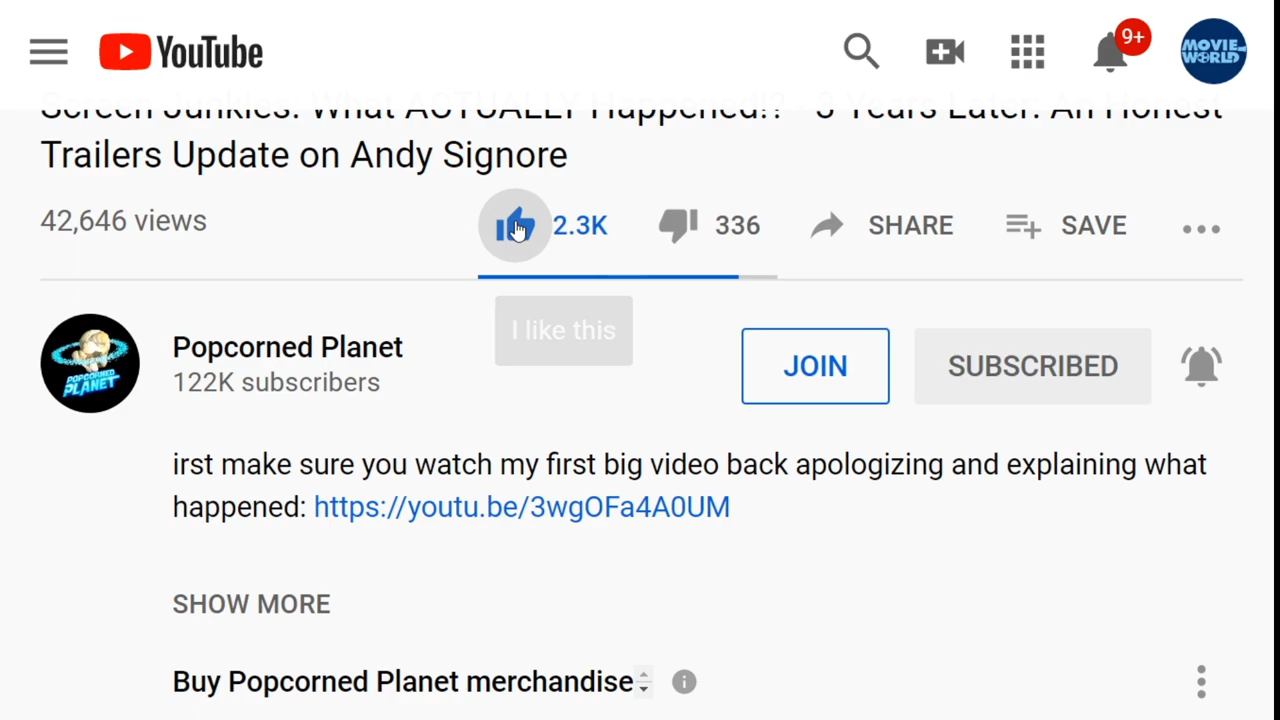 YouTube
9+
MOVIE
WORLD
Screen Junkies: What ACTUALLY Happened!? - 3 Years Later: An Honest
Trailers Update on Andy Signore
42,646 views
2.3K
336
SHARE
SAVE
I like this
Popcorned Planet
122K subscribers
POPCORNED
PLANET
JOIN
SUBSCRIBED
irst make sure you watch my first big video back apologizing and explaining what
happened: https://youtu.be/3wgOFa4A0UM
SHOW MORE
Buy Popcorned Planet merchandise